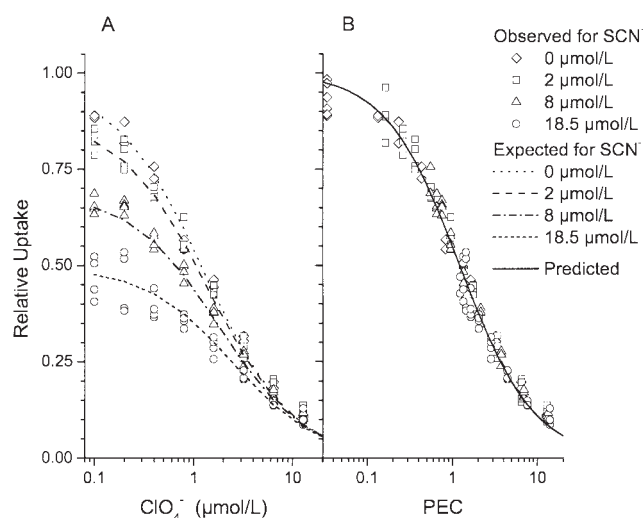 A
B
Observed for SCN⁻
0 µmol/L
2 µmol/L
8 µmol/L
18.5 µmol/L
Expected for SCN⁻
0 µmol/L
2 µmol/L
8 µmol/L
18.5 µmol/L
Predicted
Relative Uptake
1.00
0.75
0.50
0.25
0.00
0.1 1 10
0.1 1 10
ClO₄⁻ (µmol/L)
PEC